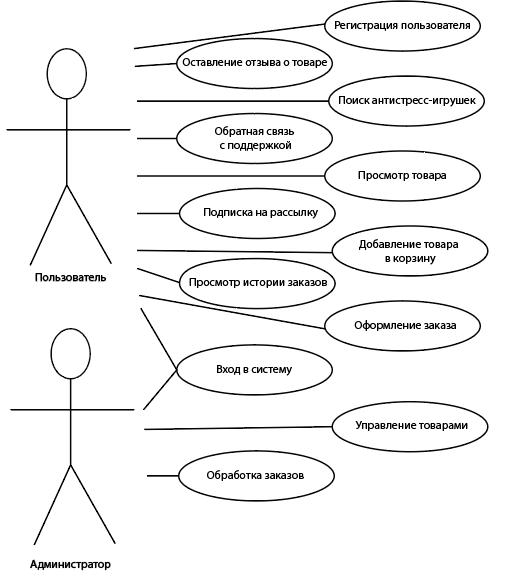 Регистрация пользователя
Оставление отзыва о товаре
Поиск антистресс-игрушек
Обратная связь
с поддержкой
Просмотр товара
Подписка на рассылку
Добавление товара
в корзину
Пользователь
Просмотр истории заказов
Оформление заказа
Вход в систему
Управление товарами
Обработка заказов
Администратор